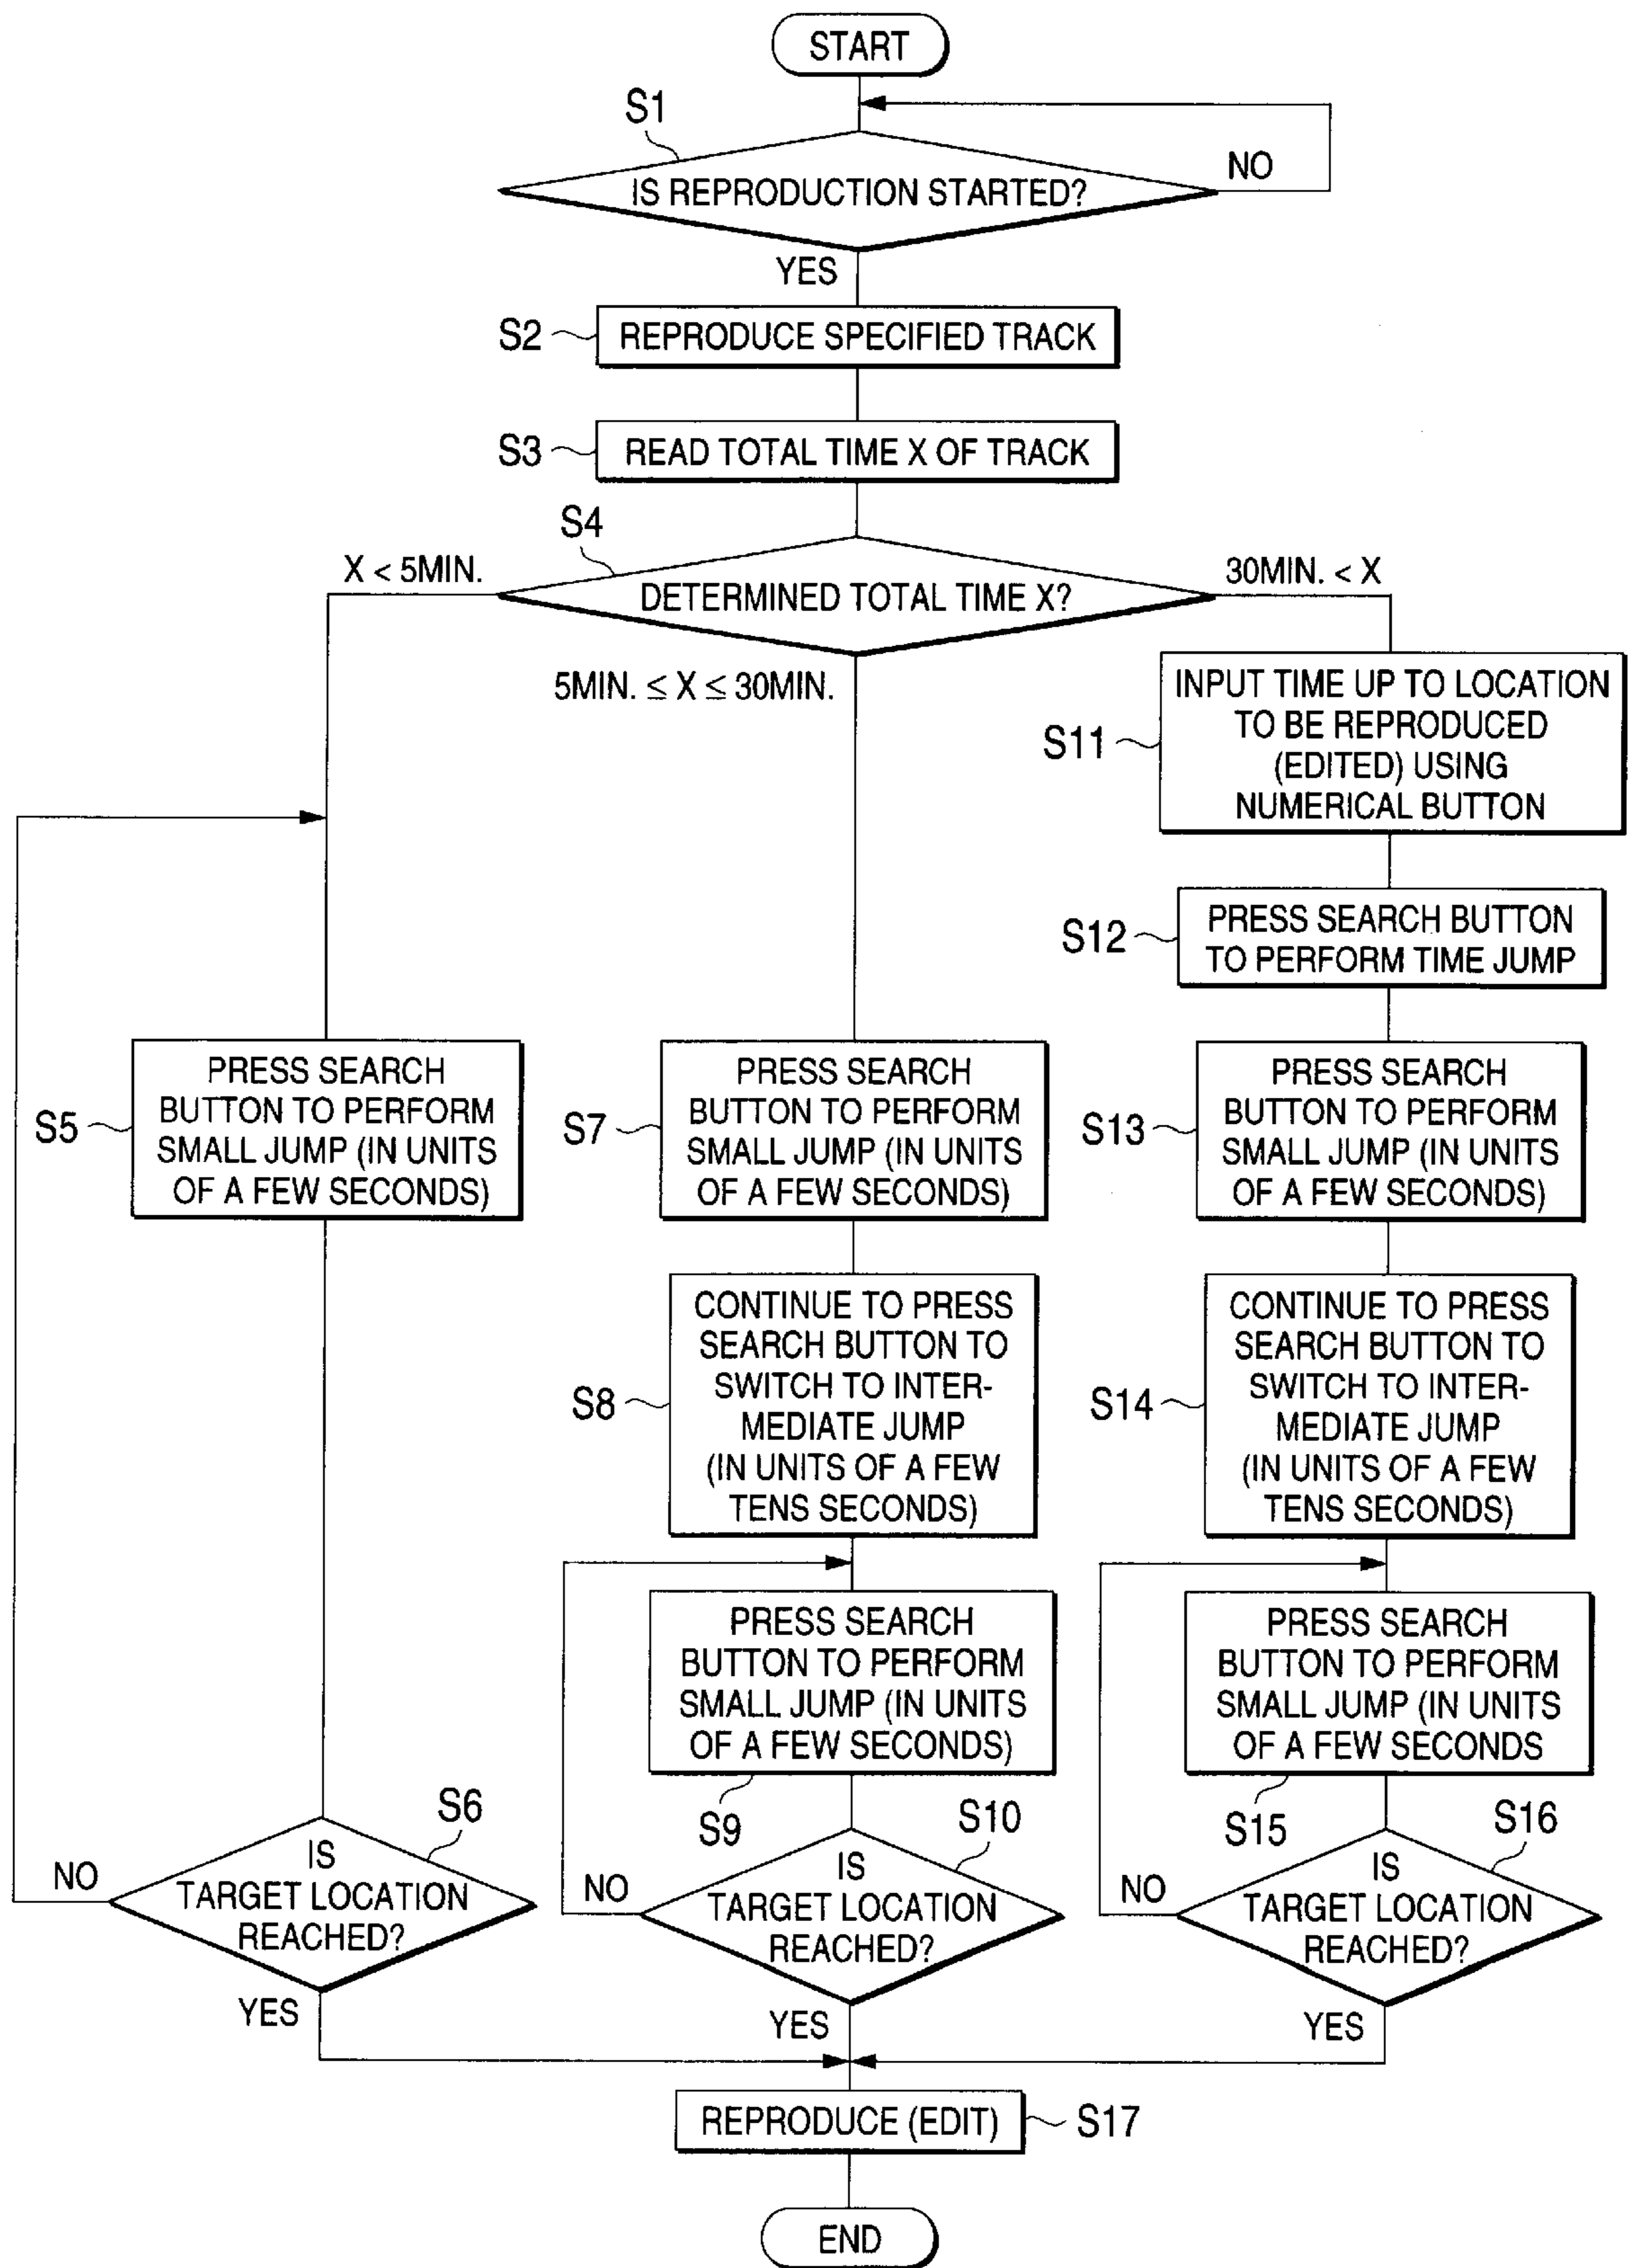 START
S1
NO
IS REPRODUCTION STARTED?
YES
S2
REPRODUCE SPECIFIED TRACK
S3
READ TOTAL TIME X OF TRACK
S4
X < 5MIN.
30MIN. < X
DETERMINED TOTAL TIME X?
5MIN. ≤ X ≤ 30MIN.
S11
INPUT TIME UP TO LOCATION
TO BE REPRODUCED
(EDITED) USING
NUMERICAL BUTTON
S12
PRESS SEARCH BUTTON
TO PERFORM TIME JUMP
S5
PRESS SEARCH
BUTTON TO PERFORM
SMALL JUMP (IN UNITS
OF A FEW SECONDS)
S7
PRESS SEARCH
BUTTON TO PERFORM
SMALL JUMP (IN UNITS
OF A FEW SECONDS)
S13
PRESS SEARCH
BUTTON TO PERFORM
SMALL JUMP (IN UNITS
OF A FEW SECONDS)
S8
CONTINUE TO PRESS
SEARCH BUTTON TO
SWITCH TO INTER-
MEDIATE JUMP
(IN UNITS OF A FEW
TENS SECONDS)
S14
CONTINUE TO PRESS
SEARCH BUTTON TO
SWITCH TO INTER-
MEDIATE JUMP
(IN UNITS OF A FEW
TENS SECONDS)
PRESS SEARCH
BUTTON TO PERFORM
SMALL JUMP (IN UNITS
OF A FEW SECONDS)
S9
PRESS SEARCH
BUTTON TO PERFORM
SMALL JUMP (IN UNITS
OF A FEW SECONDS
S15
S6
NO
IS
TARGET LOCATION
REACHED?
YES
S10
NO
IS
TARGET LOCATION
REACHED?
YES
S16
NO
IS
TARGET LOCATION
REACHED?
YES
REPRODUCE (EDIT)
S17
END